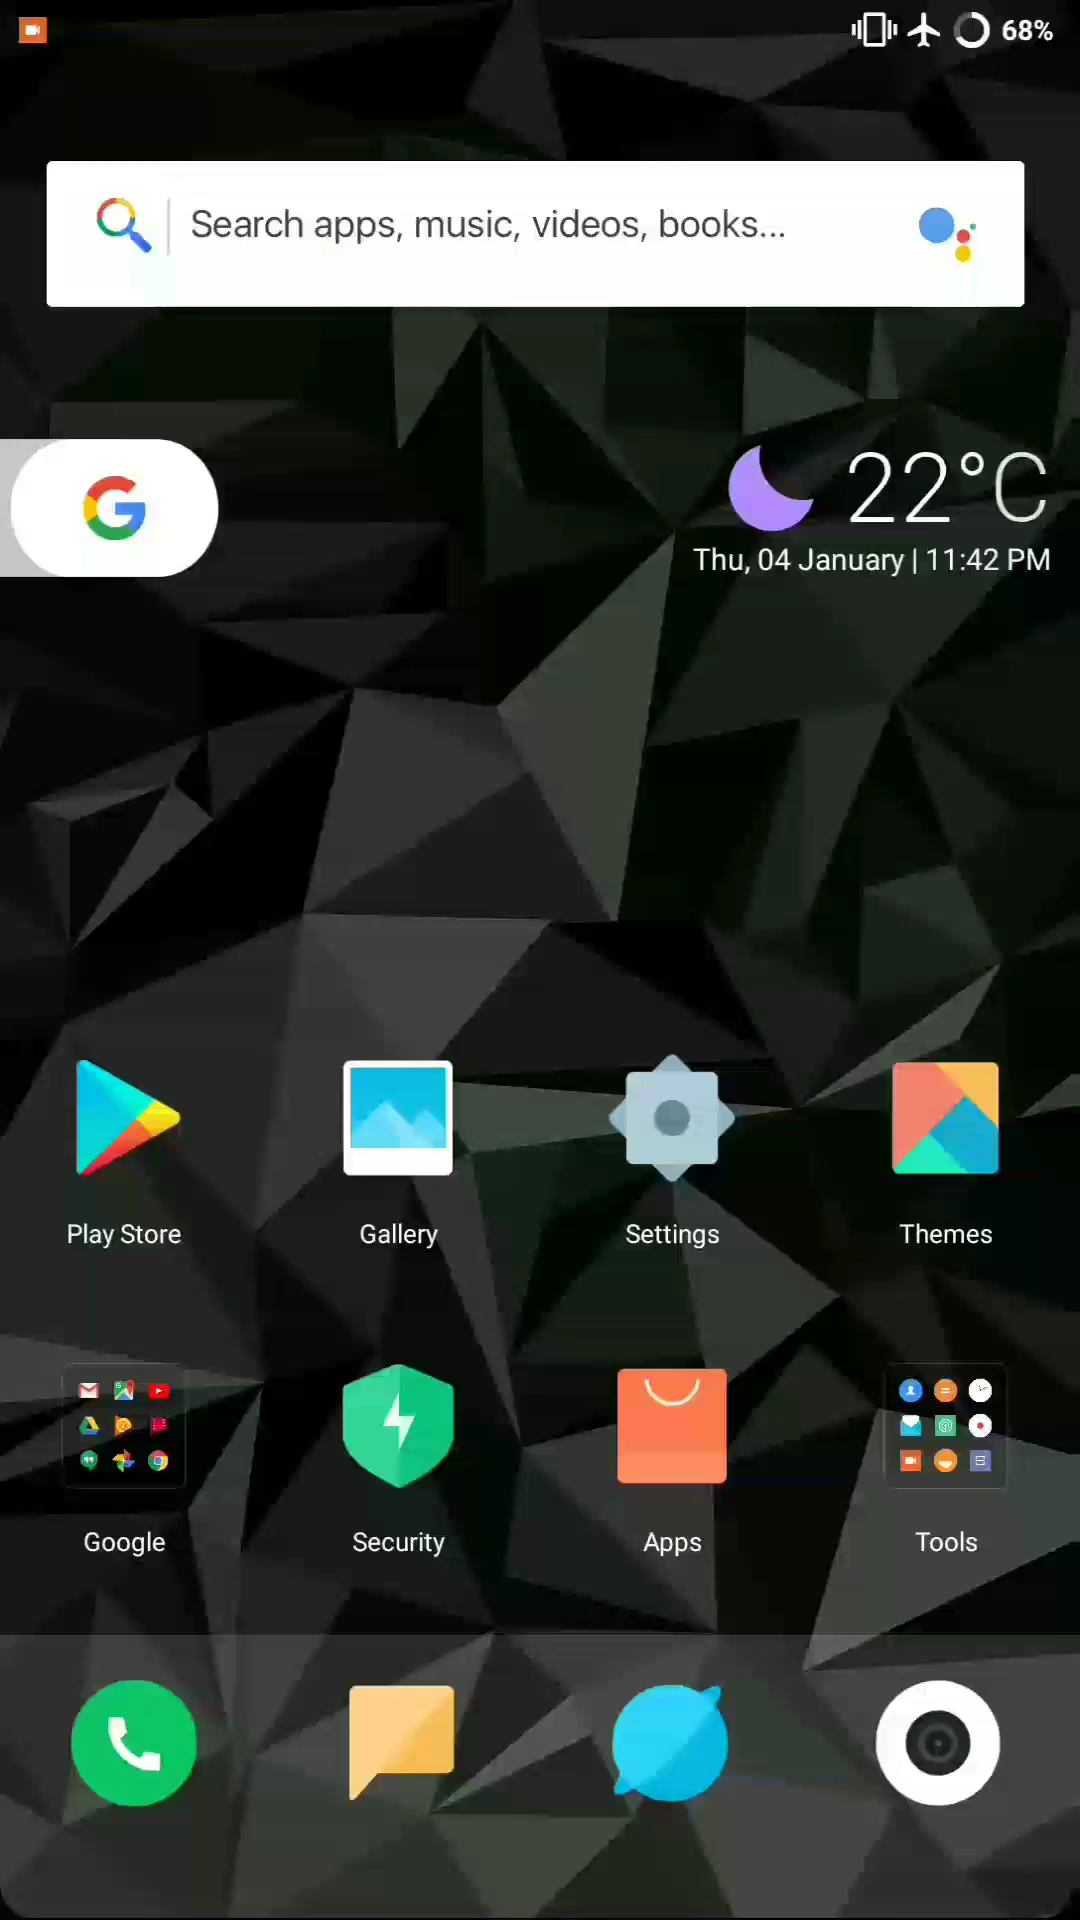 68%
Search apps, music, videos, books...
G
22°C
Thu, 04 January | 11:42 PM
Play Store
Gallery
Settings
Themes
Google
Security
Apps
Tools